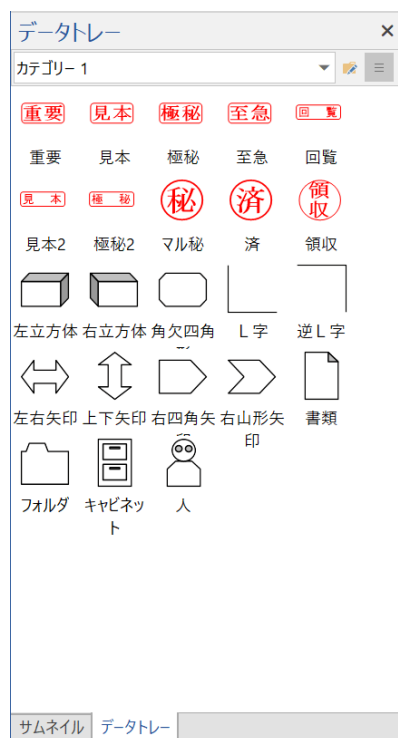 データトレー
カテゴリー 1
重要 見本 極秘 至急 回覧
重要 見本 極秘 至急 回覧
見本 極秘 秘 済 領収
見本2 極秘2 マル秘 済 領収
左立方体 右立方体 角欠四角 L字 逆L字
左右矢印 上下矢印 右四角矢 右山形矢印 書類
フォルダ キャビネット 人
サムネイル データトレー